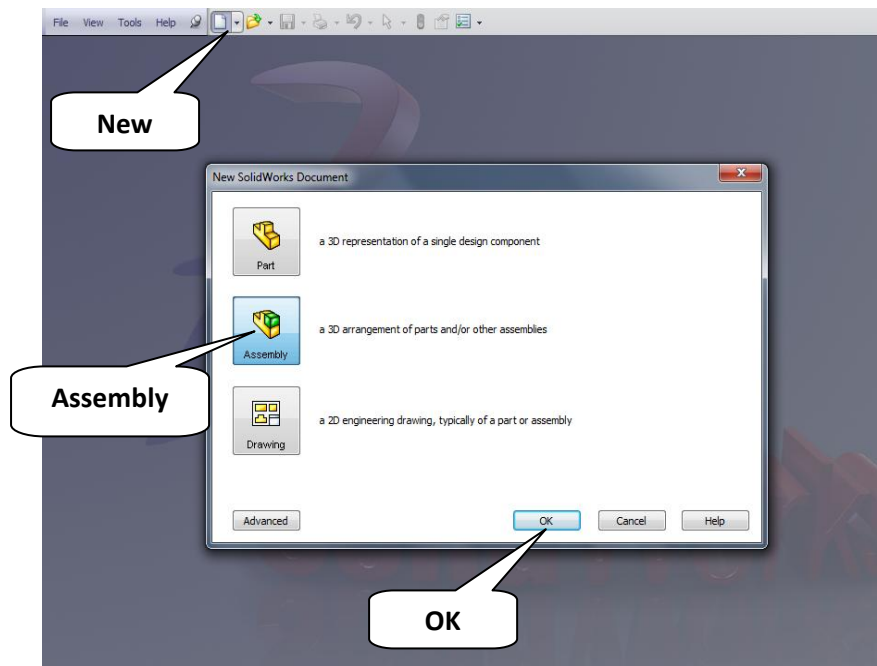 File View Tools Help
New
New SolidWorks Document
Part
a 3D representation of a single design component
Assembly
a 3D arrangement of parts and/or other assemblies
Assembly
Drawing
a 2D engineering drawing, typically of a part or assembly
Advanced
OK
Cancel
Help
OK